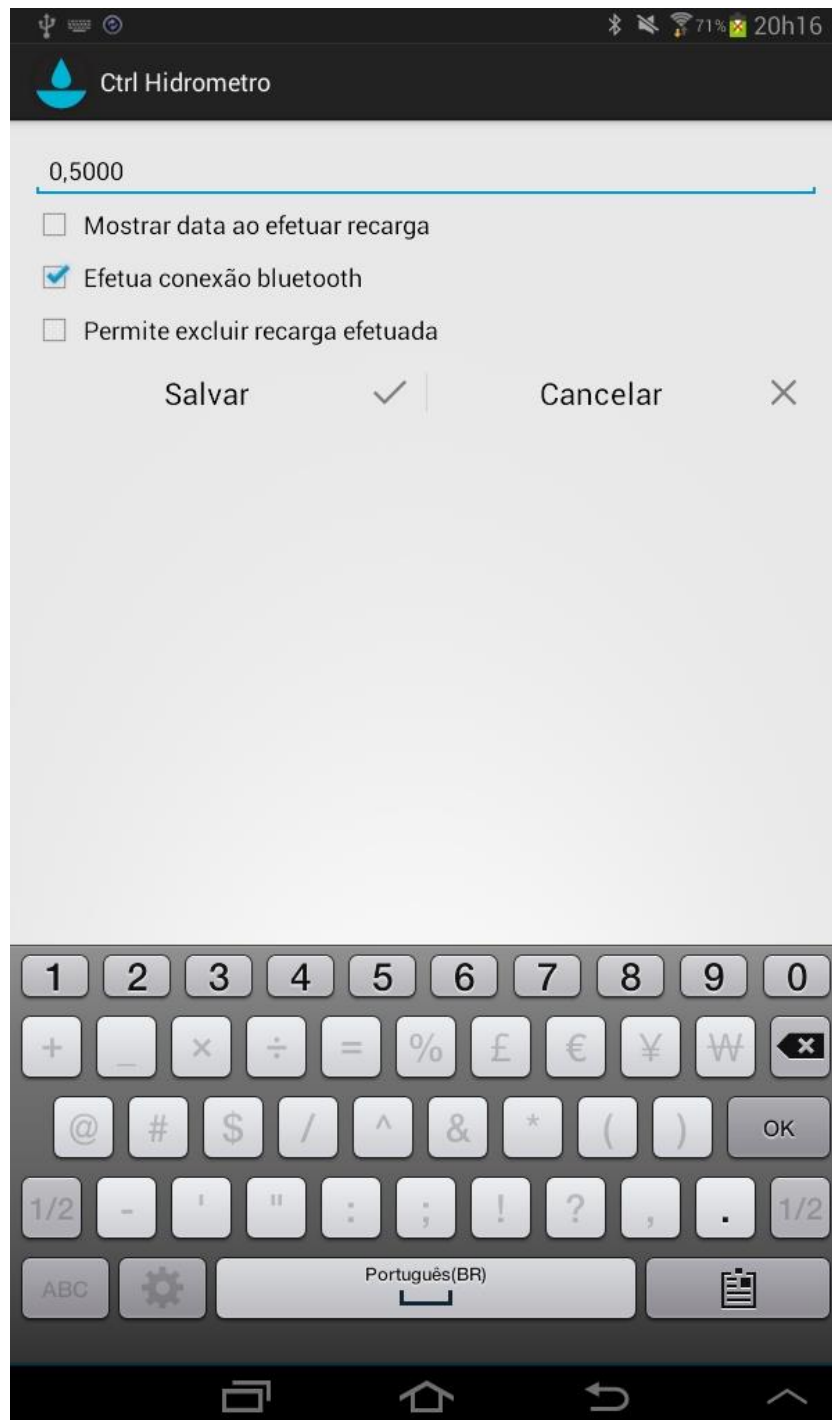 71% 20h16
Ctrl Hidrometro
0,5000
Mostrar data ao efetuar recarga
Efetua conexão bluetooth
Permite excluir recarga efetuada
Salvar Cancelar
1 2 3 4 5 6 7 8 9 0
+ _ × ÷ = % £ € ¥ ₩
@ # $ / ^ & * ( ) OK
1/2 - ' " : ; ! ? , . 1/2
ABC Português(BR)